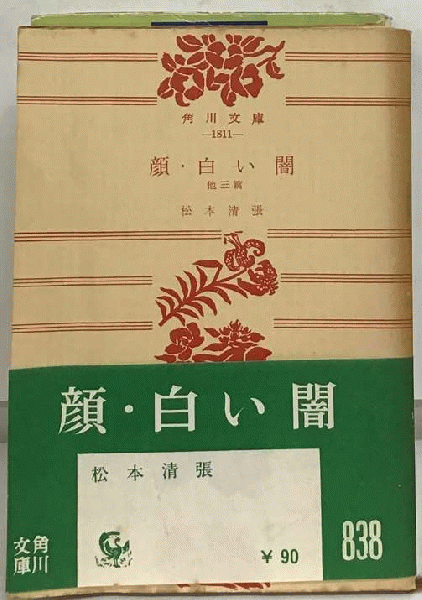 角川文庫
—1811—
顔・白い闇
他三篇
松本清張
顔・白い闇
松本清張
¥90
角川文庫
838